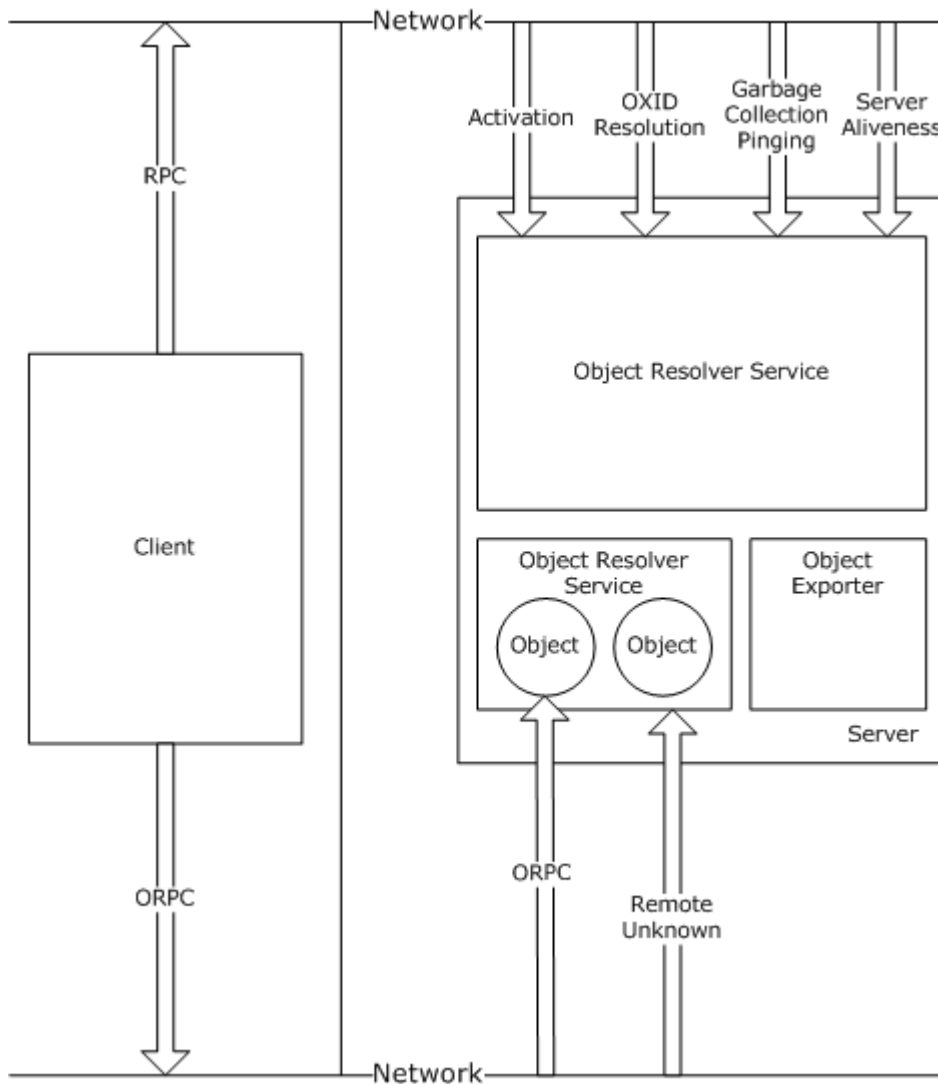 Network
Activation
OXID
Resolution
Garbage
Collection
Pinging
Server
Aliveness
RPC
Object Resolver Service
Client
Object Resolver
Service
Object
Object
Object
Exporter
Server
ORPC
ORPC
Remote
Unknown
Network